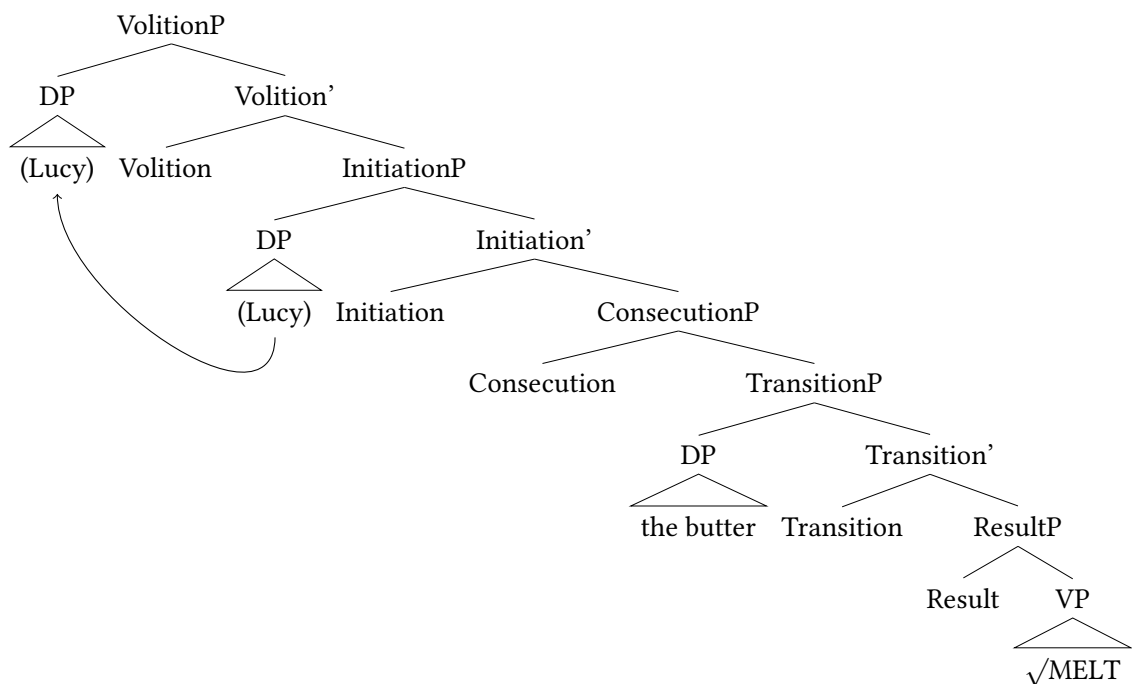 VolitionP
DP Volition’
(Lucy) Volition InitiationP
DP Initiation’
(Lucy) Initiation ConsecutionP
Consecution TransitionP
DP Transition’
the butter Transition ResultP
Result VP
√MELT